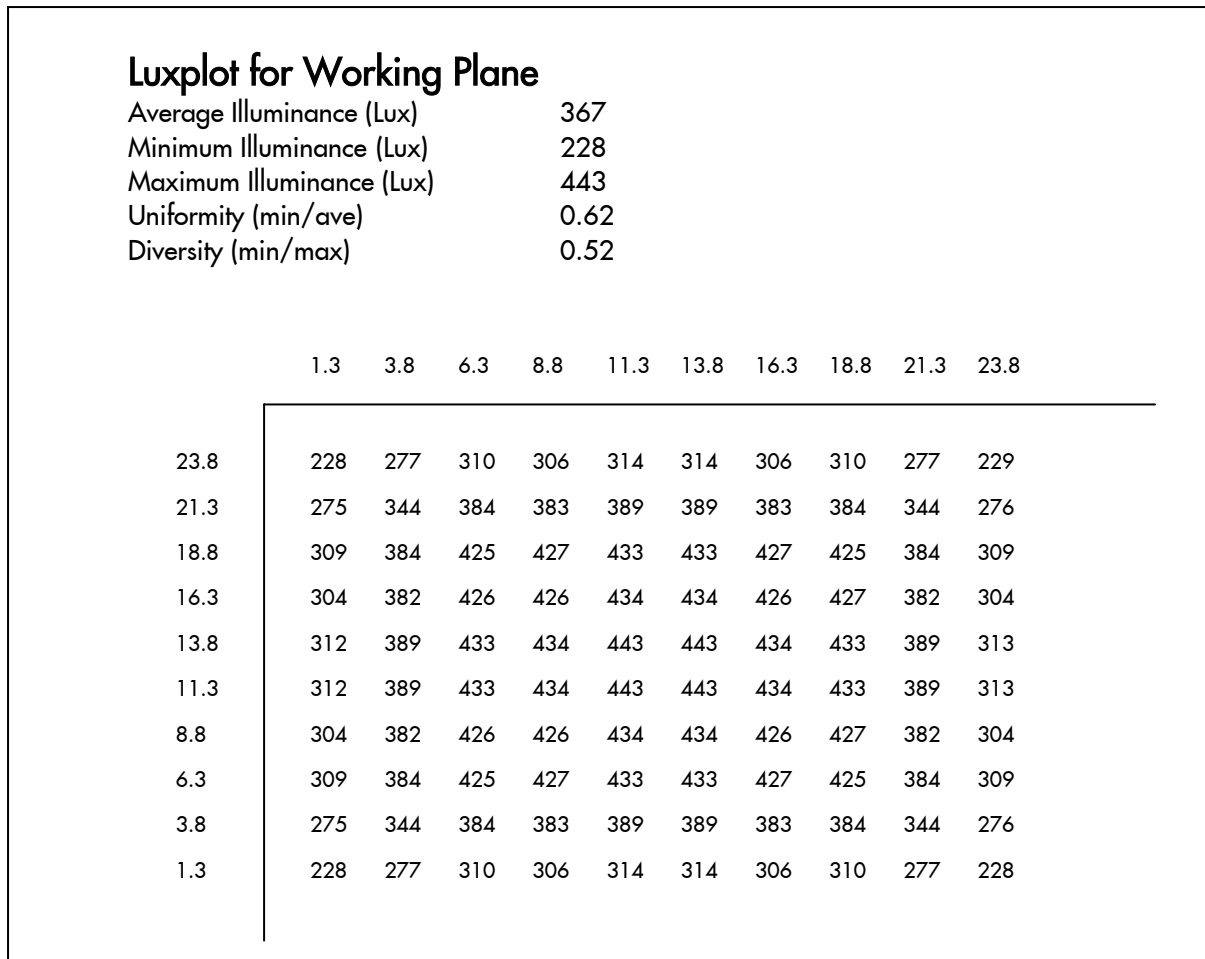 Luxplot for Working Plane
Average Illuminance (Lux) 367
Minimum Illuminance (Lux) 228
Maximum Illuminance (Lux) 443
Uniformity (min/ave) 0.62
Diversity (min/max) 0.52
1.3 3.8 6.3 8.8 11.3 13.8 16.3 18.8 21.3 23.8
23.8 228 277 310 306 314 314 306 310 277 229
21.3 275 344 384 383 389 389 383 384 344 276
18.8 309 384 425 427 433 433 427 425 384 309
16.3 304 382 426 426 434 434 426 427 382 304
13.8 312 389 433 434 443 443 434 433 389 313
11.3 312 389 433 434 443 443 434 433 389 313
8.8 304 382 426 426 434 434 426 427 382 304
6.3 309 384 425 427 433 433 427 425 384 309
3.8 275 344 384 383 389 389 383 384 344 276
1.3 228 277 310 306 314 314 306 310 277 228